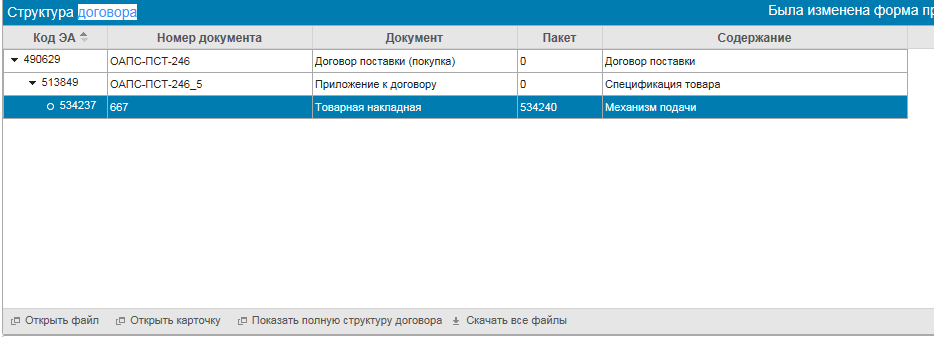 Структура договора Была изменена форма
Код ЭА Номер документа Документ Пакет Содержание
490629 ОАПС-ПСТ-246 Договор поставки (покупка) 0 Договор поставки
513849 ОАПС-ПСТ-246_5 Приложение к договору 0 Спецификация товара
534237 667 Товарная накладная 534240 Механизм подачи
Открыть файл Открыть карточку Показать полную структуру договора Скачать все файлы